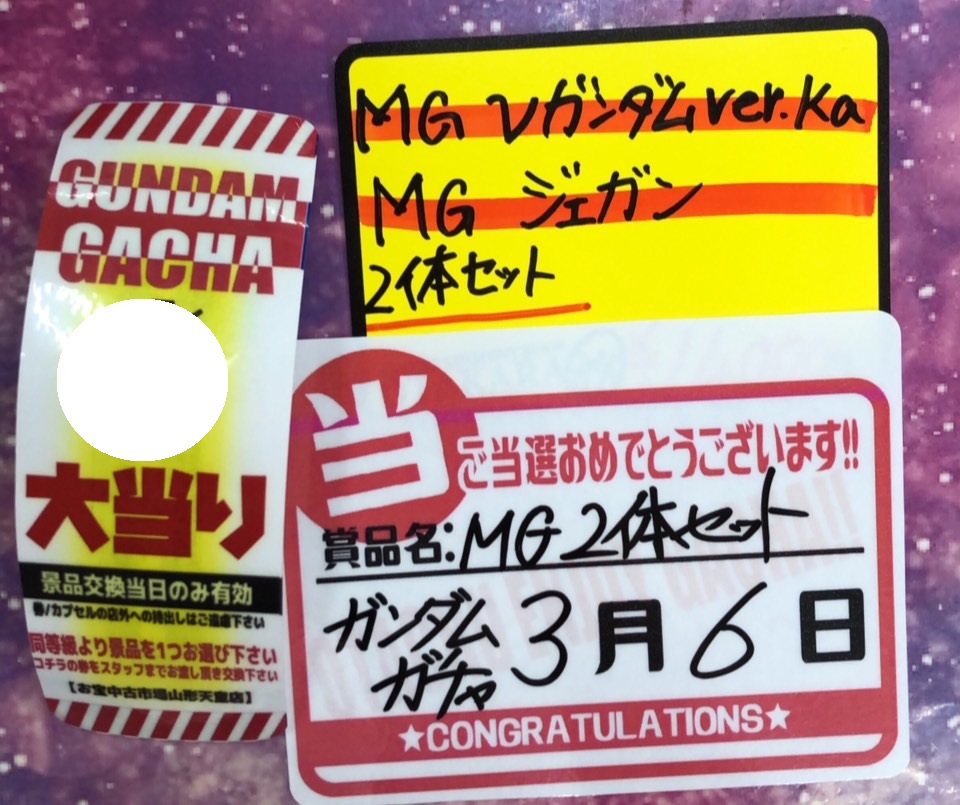 GUNDAM
GACHA
大当り
景品交換当日のみ有効
券/カプセルの店外への持出しはご遠慮下さい
同等級より景品を1つお選び下さい
コチラの券をスタッフまでお渡し頂き交換下さい
【お宝中古市場山形天童店】
MG νガンダムver.Ka
MG ジェガン
2体セット
当
ご当選おめでとうございます!!
賞品名:MG2体セット
ガンダム
ガチャ
3月6日
★CONGRATULATIONS★